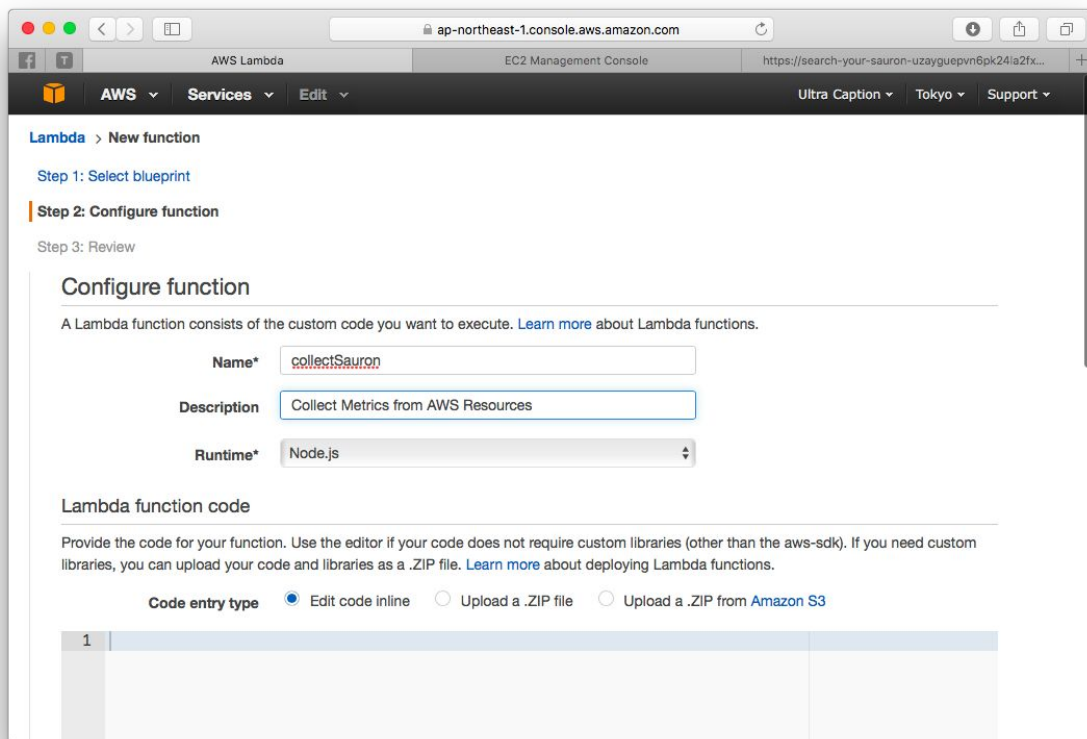 ap-northeast-1.console.aws.amazon.com
f T AWS Lambda EC2 Management Console https://search-your-sauron-uzayguepvn6pk24ia2fx... +
AWS Services Edit Ultra Caption Tokyo Support
Lambda > New function
Step 1: Select blueprint
Step 2: Configure function
Step 3: Review
Configure function
A Lambda function consists of the custom code you want to execute. Learn more about Lambda functions.
Name* collectSauron
Description Collect Metrics from AWS Resources
Runtime* Node.js
Lambda function code
Provide the code for your function. Use the editor if your code does not require custom libraries (other than the aws-sdk). If you need custom
libraries, you can upload your code and libraries as a .ZIP file. Learn more about deploying Lambda functions.
Code entry type Edit code inline Upload a .ZIP file Upload a .ZIP from Amazon S3
1